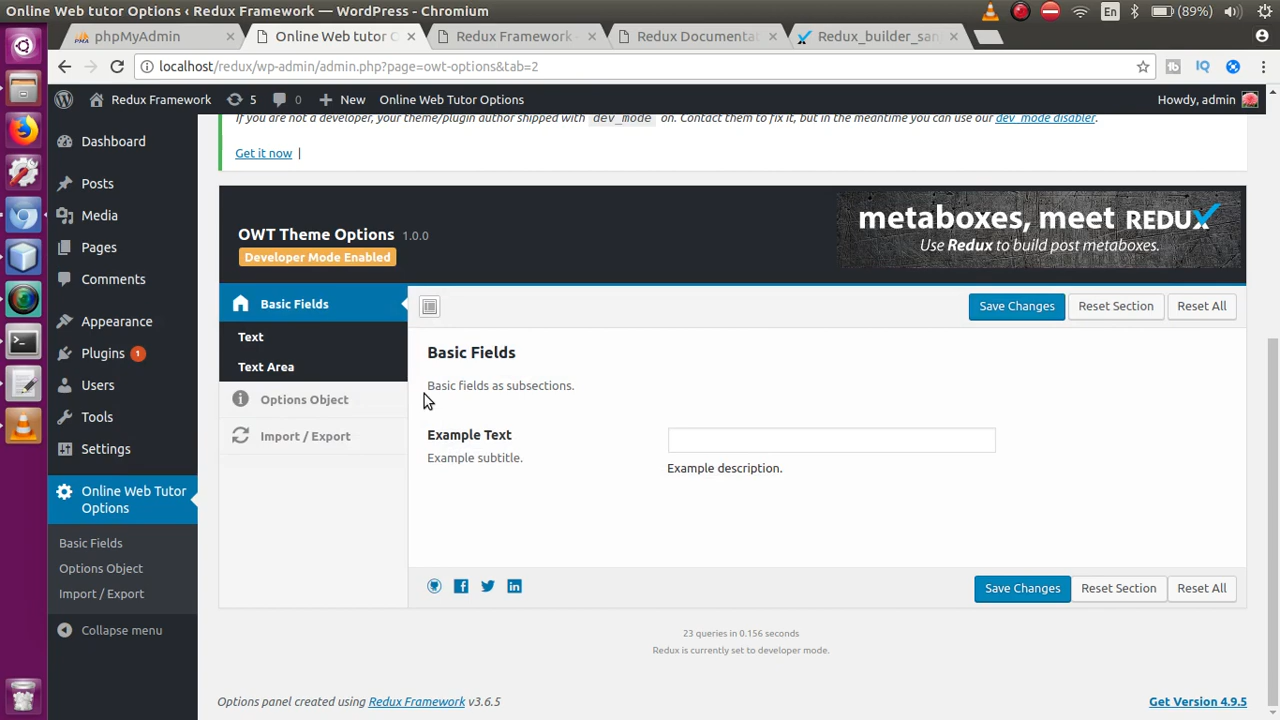 Online Web tutor Options ‹ Redux Framework — WordPress - Chromium
En
(89%)
phpMyAdmin
Online Web tutor O
Redux Framework -
Redux Documentat
Redux_builder_san
localhost/redux/wp-admin/admin.php?page=owt-options&tab=2
Redux Framework
5
0
New
Online Web Tutor Options
Howdy, admin
Dashboard
Posts
Media
Pages
Comments
Appearance
Plugins 1
Users
Tools
Settings
Online Web Tutor
Options
Basic Fields
Options Object
Import / Export
Collapse menu
If you are not a developer, your theme/plugin author shipped with dev_mode on. Contact them to fix it, but in the meantime you can use our dev_mode disabler.
Get it now |
OWT Theme Options 1.0.0
Developer Mode Enabled
metaboxes, meet REDUX
Use Redux to build post metaboxes.
Basic Fields
Text
Text Area
Options Object
Import / Export
Save Changes
Reset Section
Reset All
Basic Fields
Basic fields as subsections.
Example Text
Example subtitle.
Example description.
Save Changes
Reset Section
Reset All
23 queries in 0.156 seconds
Redux is currently set to developer mode.
Options panel created using Redux Framework v3.6.5
Get Version 4.9.5